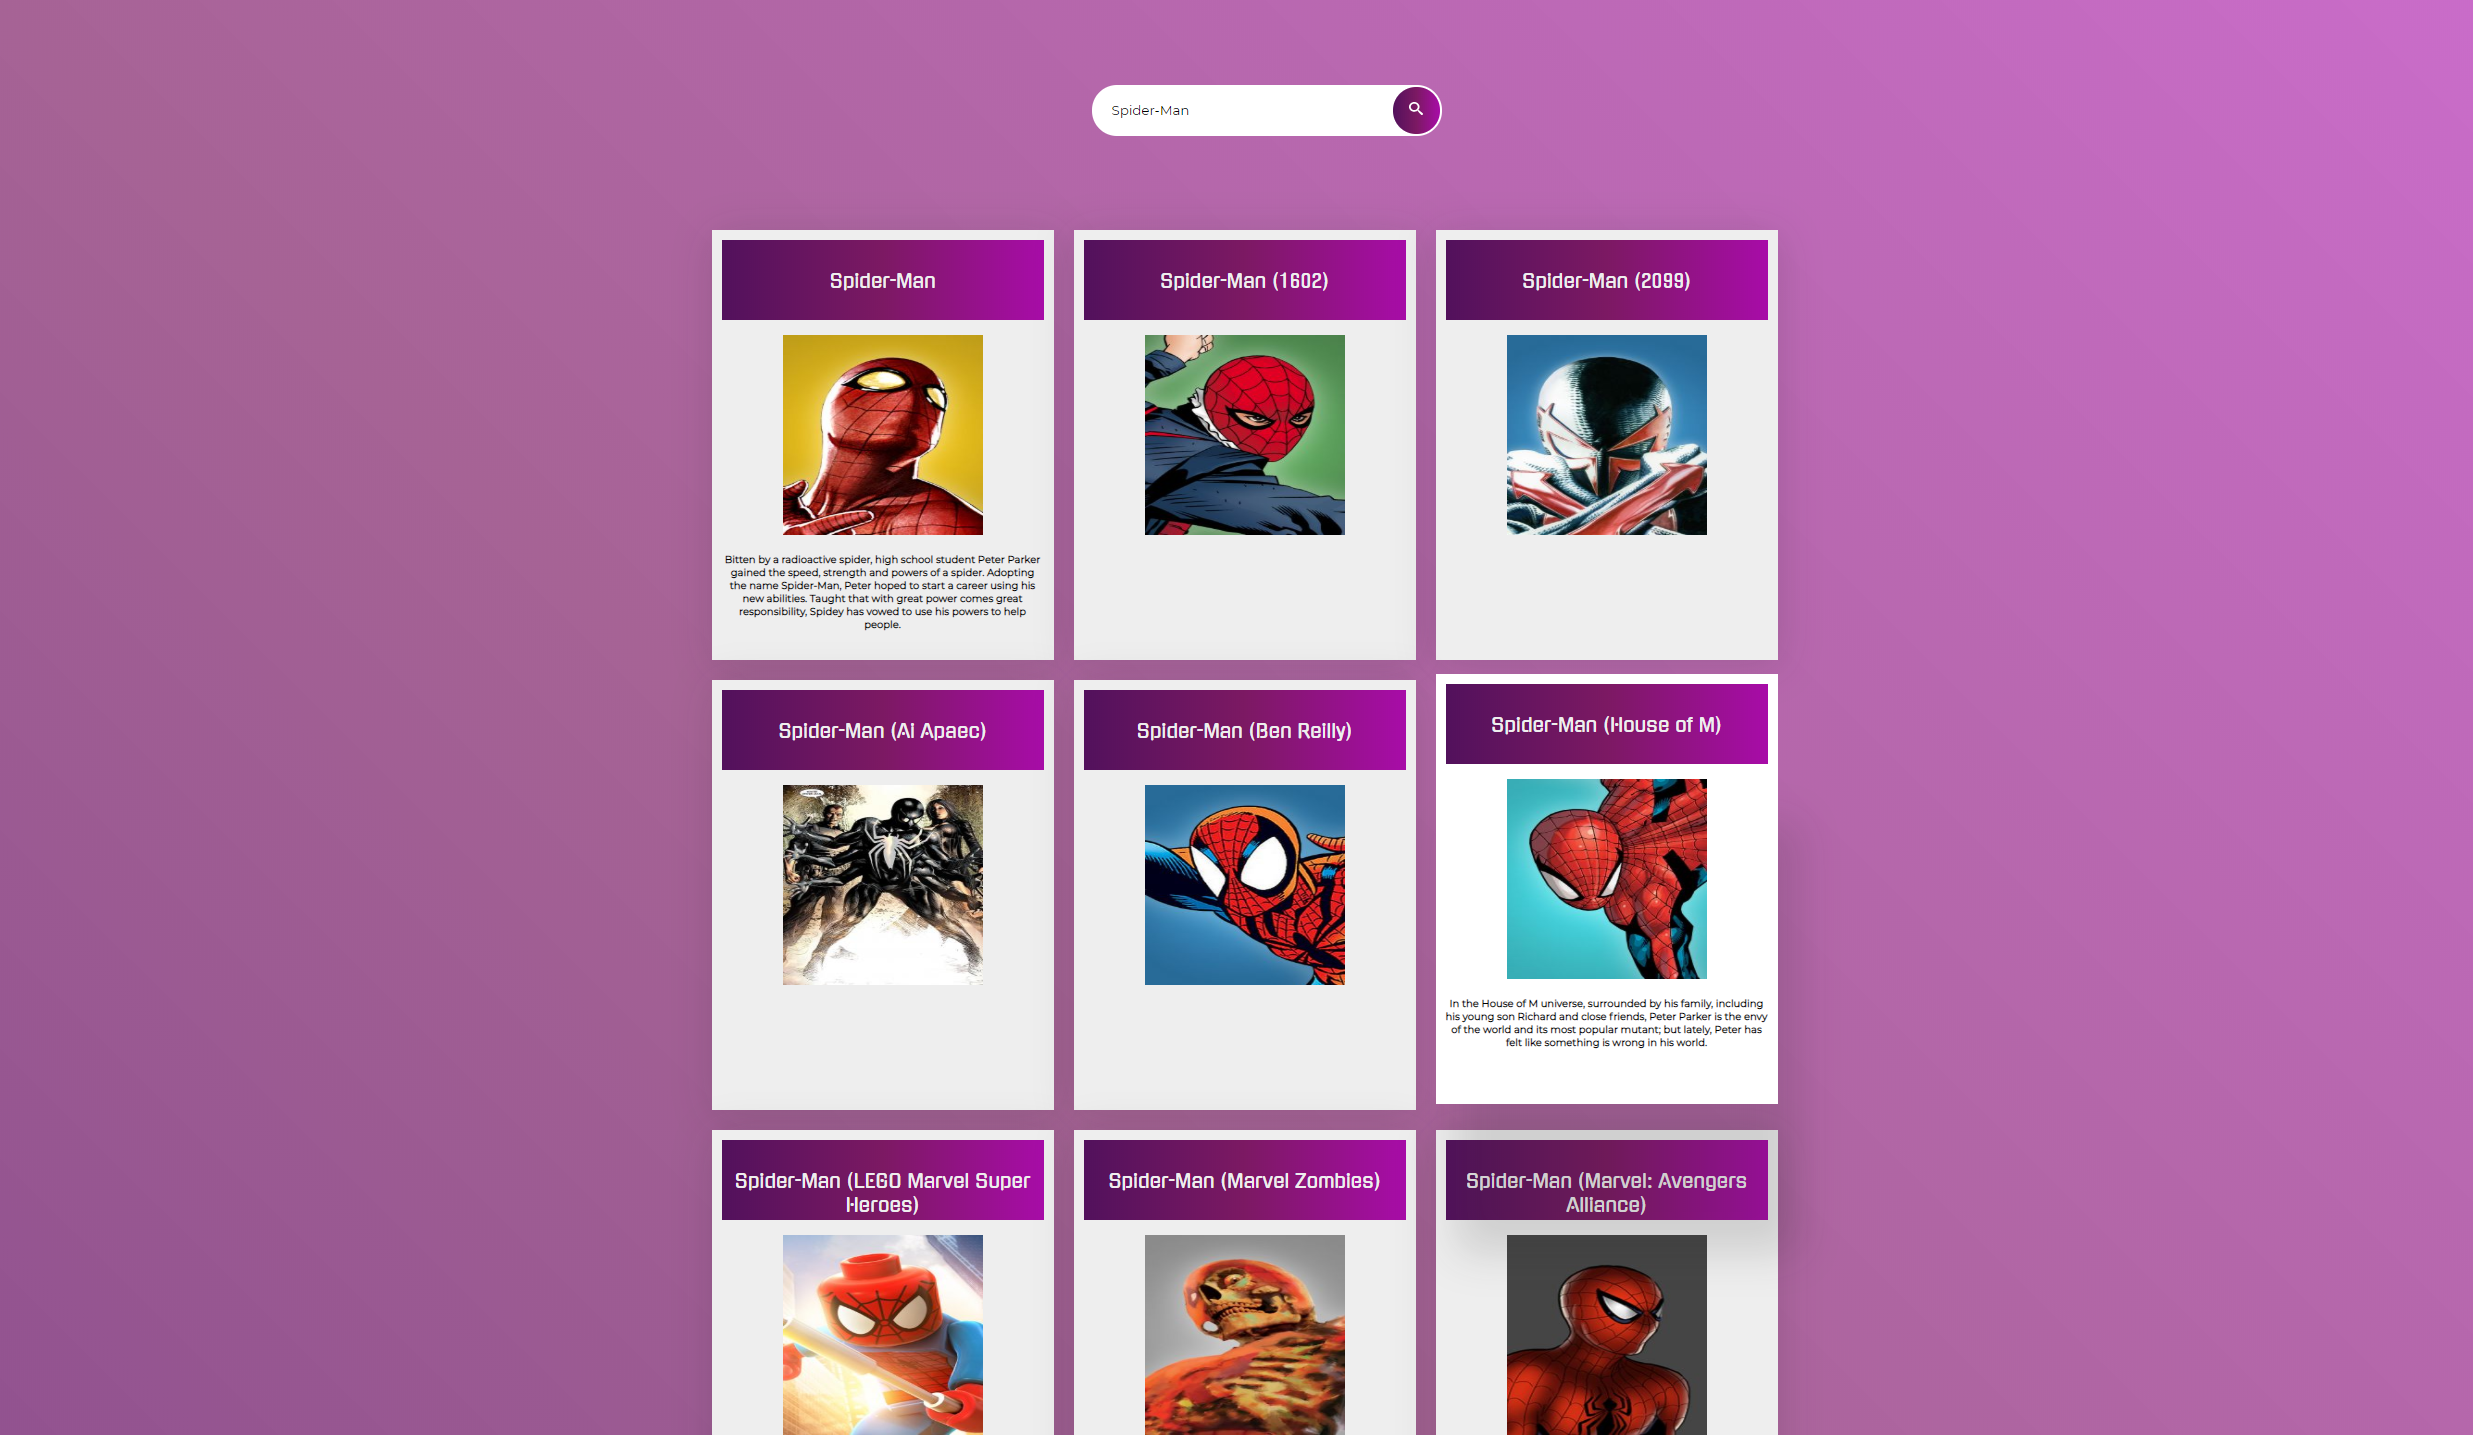 Spider-Man
Spider-Man
Spider-Man (1602)
Spider-Man (2099)
Bitten by a radioactive spider, high school student Peter Parker
gained the speed, strength and powers of a spider. Adopting
the name Spider-Man, Peter hoped to start a career using his
new abilities. Taught that with great power comes great
responsibility, Spidey has vowed to use his powers to help
people.
Spider-Man (Ai Apaec)
Spider-Man (Ben Reilly)
Spider-Man (House of M)
In the House of M universe, surrounded by his family, including
his young son Richard and close friends, Peter Parker is the envy
of the world and its most popular mutant; but lately, Peter has
felt like something is wrong in his world.
Spider-Man (LEGO Marvel Super
Heroes)
Spider-Man (Marvel Zombies)
Spider-Man (Marvel: Avengers
Alliance)